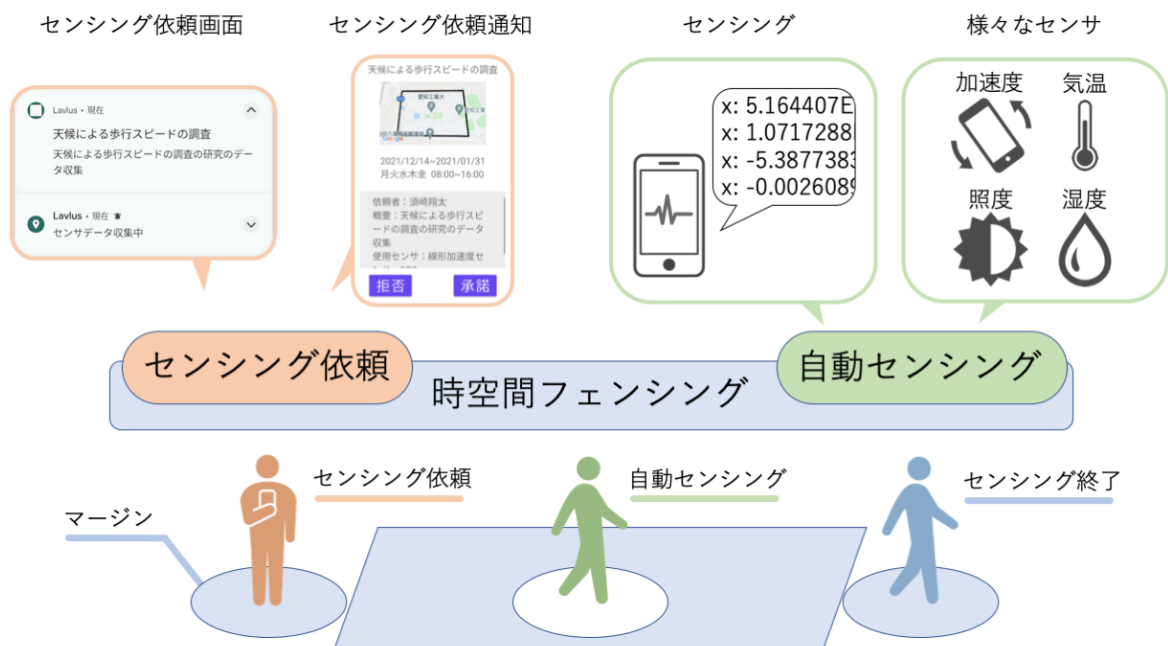 センシング依頼画面
センシング依頼通知
センシング
様々なセンサ
Lavlus・現在
天候による歩行スピードの調査
天候による歩行スピードの調査の研究のデー
タ収集
Lavlus・現在
センサデータ収集中
天候による歩行スピードの調査
愛知工業大
Google
2021/12/14~2021/01/31
月火水木金 08:00~16:00
依頼者：須崎翔太
概要：天候による歩行スピ
ードの調査の研究のデータ
収集
使用センサ：線形加速度セ
拒否
承諾
x: 5.164407E
x: 1.0717288
x: -5.3877383
x: -0.0026089
加速度
気温
照度
湿度
センシング依頼
時空間フェンシング
自動センシング
マージン
センシング依頼
自動センシング
センシング終了